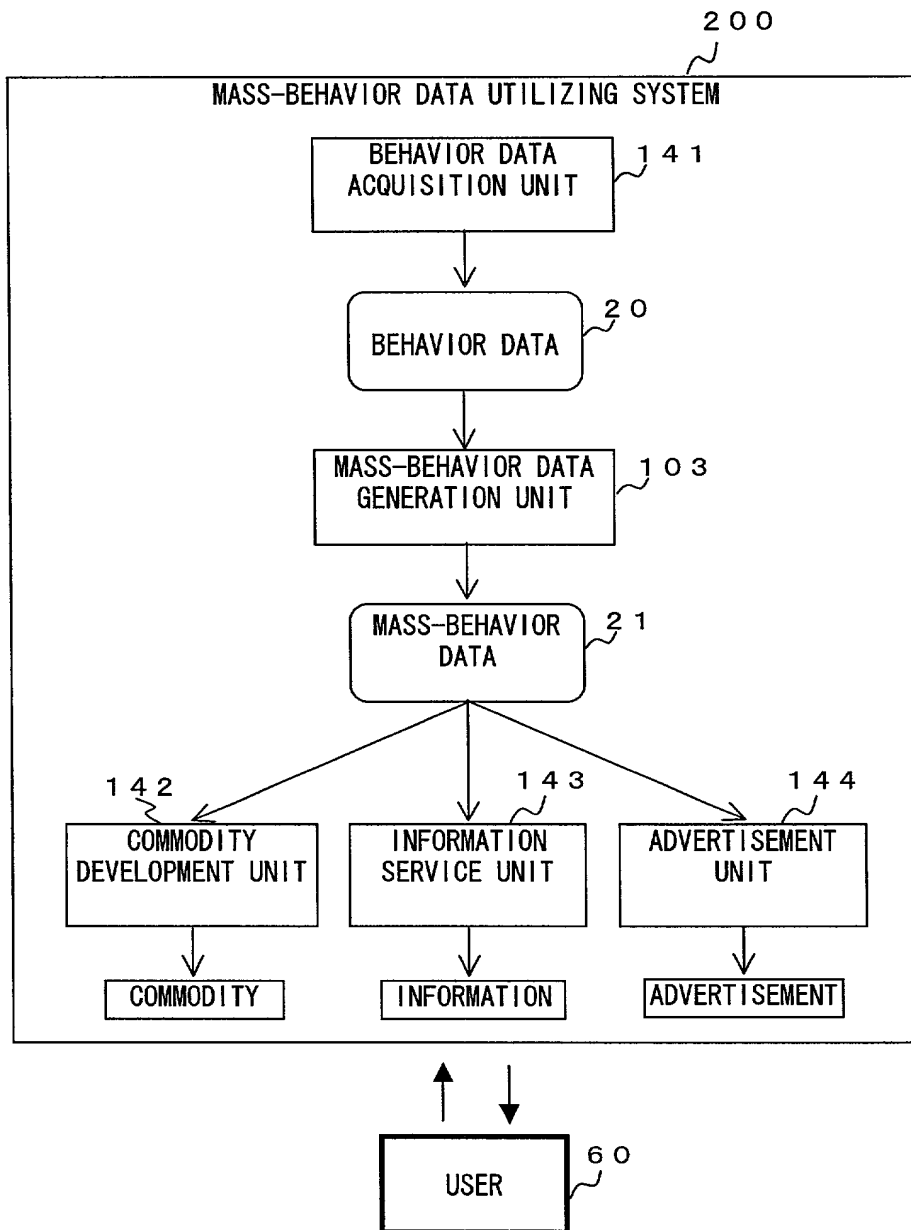 200
MASS-BEHAVIOR DATA UTILIZING SYSTEM
BEHAVIOR DATA
ACQUISITION UNIT
141
20
BEHAVIOR DATA
MASS-BEHAVIOR DATA
GENERATION UNIT
103
MASS-BEHAVIOR
DATA
21
142
COMMODITY
DEVELOPMENT UNIT
143
INFORMATION
SERVICE UNIT
144
ADVERTISEMENT
UNIT
COMMODITY
INFORMATION
ADVERTISEMENT
USER
60